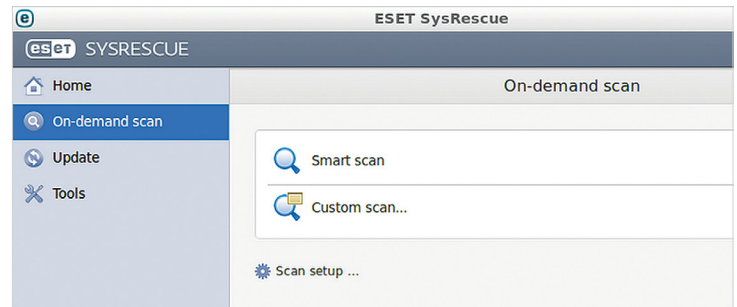 e
ESET SysRescue
eseT SYSRESCUE
Home
On-demand scan
Update
Tools
On-demand scan
Smart scan
Custom scan...
Scan setup ...